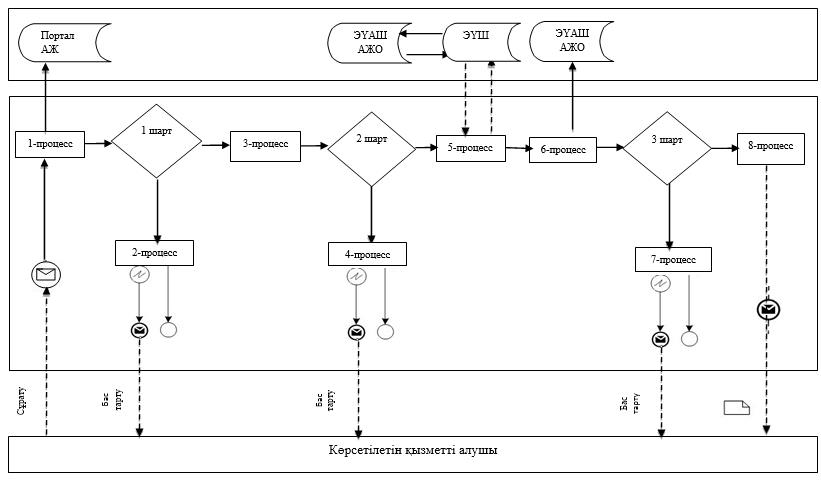 Портал
АЖ
ЭҮАШ
АЖО
ЭҮШ
ЭҮАШ
АЖО
1-процесс
1 шарт
3-процесс
2 шарт
5-процесс
6-процесс
3 шарт
8-процесс
2-процесс
4-процесс
7-процесс
Сұрату
Бас
тарту
Бас
тарту
Бас
тарту
Көрсетілетін қызметті алушы